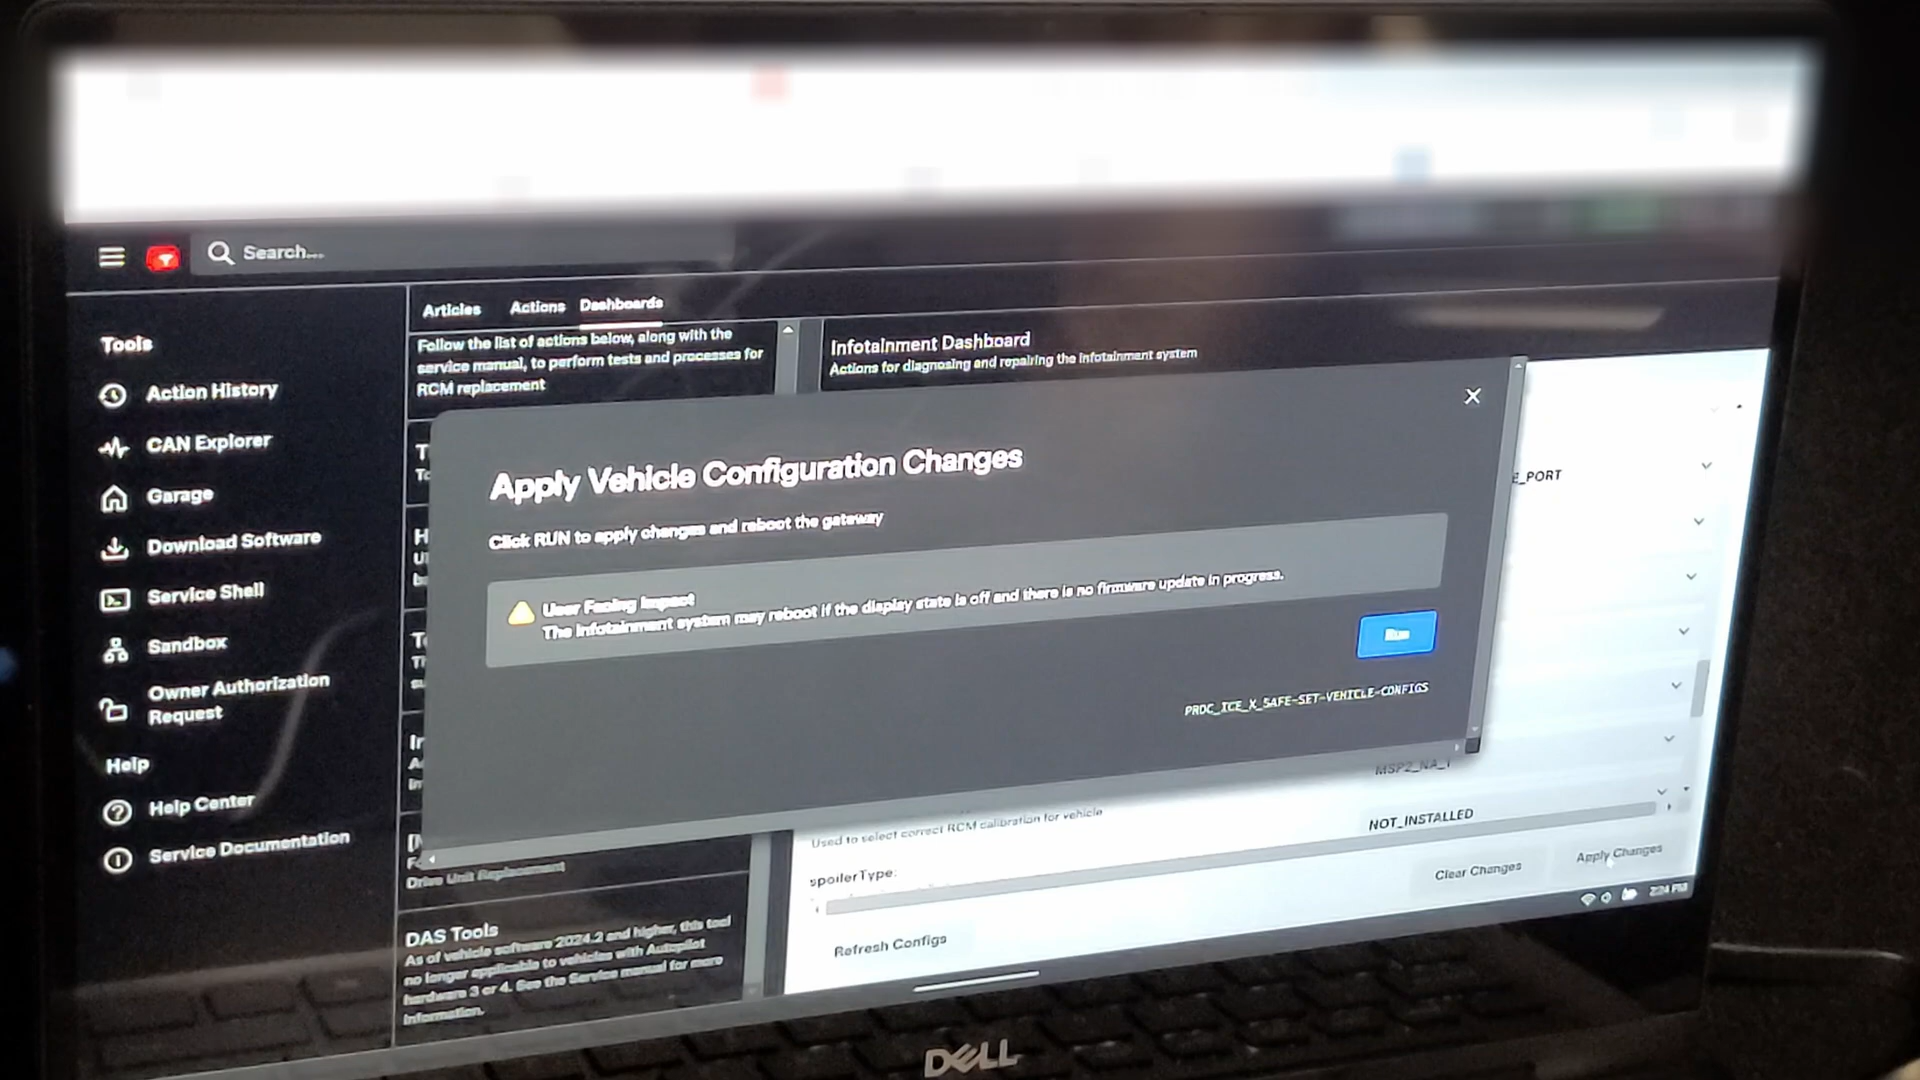 Search...
Tools
Action History
CAN Explorer
Garage
Download Software
Service Shell
Sandbox
Owner Authorization
Request
Help
Help Center
Service Documentation
Articles
Actions
Dashboards
Follow the list of actions below, along with the
service manual, to perform tests and processes for
RCM replacement
Infotainment Dashboard
Actions for diagnosing and repairing the infotainment system
Apply Vehicle Configuration Changes
Click RUN to apply changes and reboot the gateway
User Facing Impact
The infotainment system may reboot if the display state is off and there is no firmware update in progress.
Run
PROC_ICE_X_SAFE-SET-VEHICLE-CONFIGS
E_PORT
MSP2_NA_1
Used to select correct RCM calibration for vehicle
NOT_INSTALLED
spoilerType:
Clear Changes
Apply Changes
Refresh Configs
2:24 PM
Drive Unit Replacement
DAS Tools
As of vehicle software 2024.2 and higher, this tool
no longer applicable to vehicles with Autopilot
hardware 3 or 4. See the Service manual for more
information.
DELL